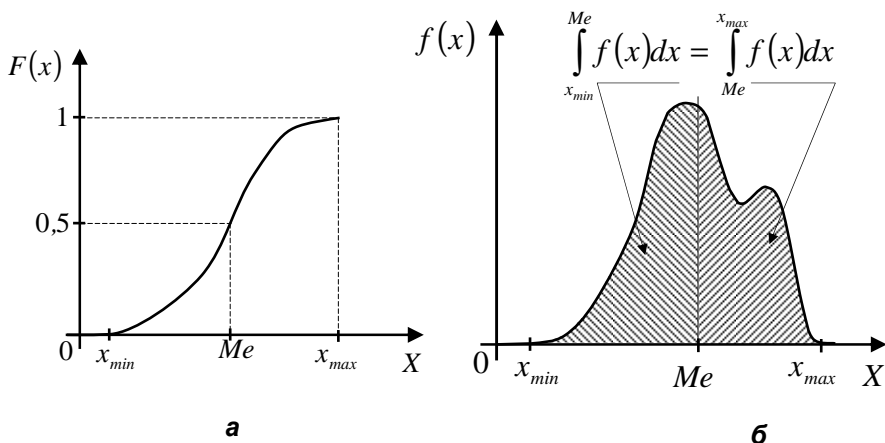 F(x)
1
0,5
0
x_min
Me
x_max
X
а
f(x)
∫_{x_min}^{Me} f(x)dx = ∫_{Me}^{x_max} f(x)dx
0
x_min
Me
x_max
X
б